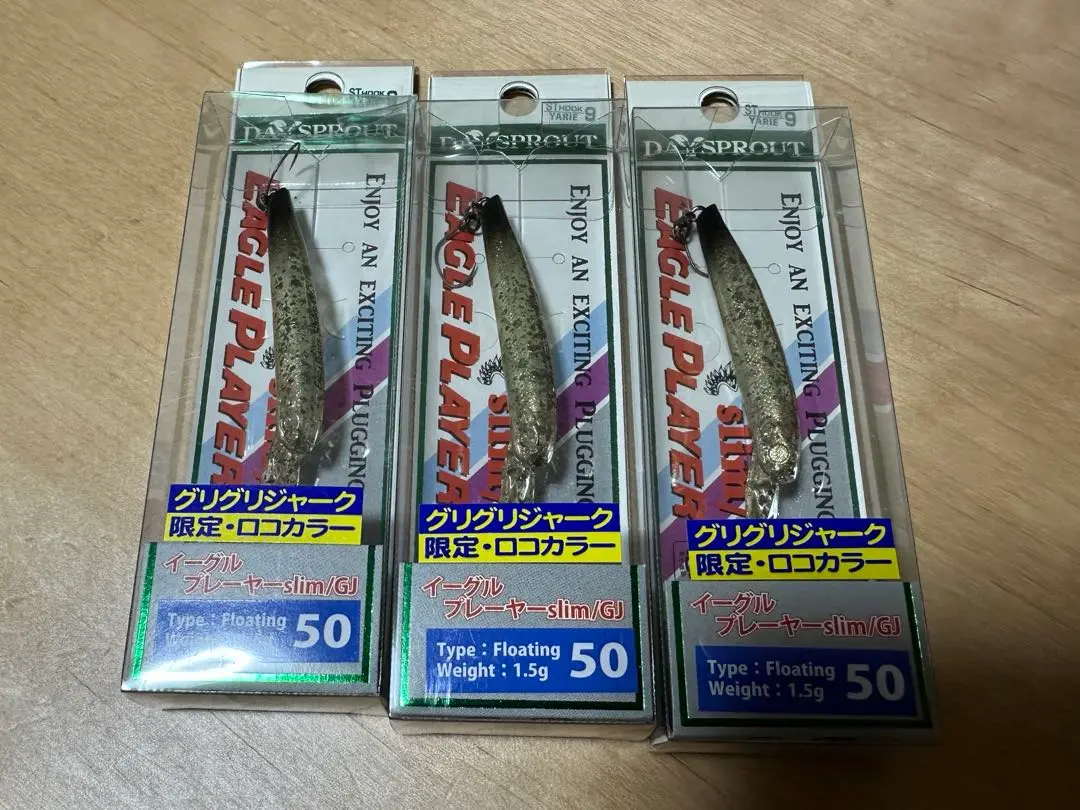 ST HOOK 9
DAYSPROUT
ENJOY AN EXCITING PLUGGING
EAGLE PLAYER
グリグリジャーク
限定・ロコカラー
イーグル
プレーヤーslim/GJ
Type : Floating
50
ST HOOK
YARIE 9
DAYSPROUT
ENJOY AN EXCITING PLUGGING
EAGLE PLAYER
slim/
グリグリジャーク
限定・ロコカラー
イーグル
プレーヤーslim/GJ
Type : Floating
Weight : 1.5g
50
ST HOOK
YARIE 9
DAYSPROUT
ENJOY AN EXCITING PLUGGING
EAGLE PLAYER
slim/
グリグリジャーク
限定・ロコカラー
イーグル
プレーヤーslim/GJ
Type : Floating
Weight : 1.5g
50